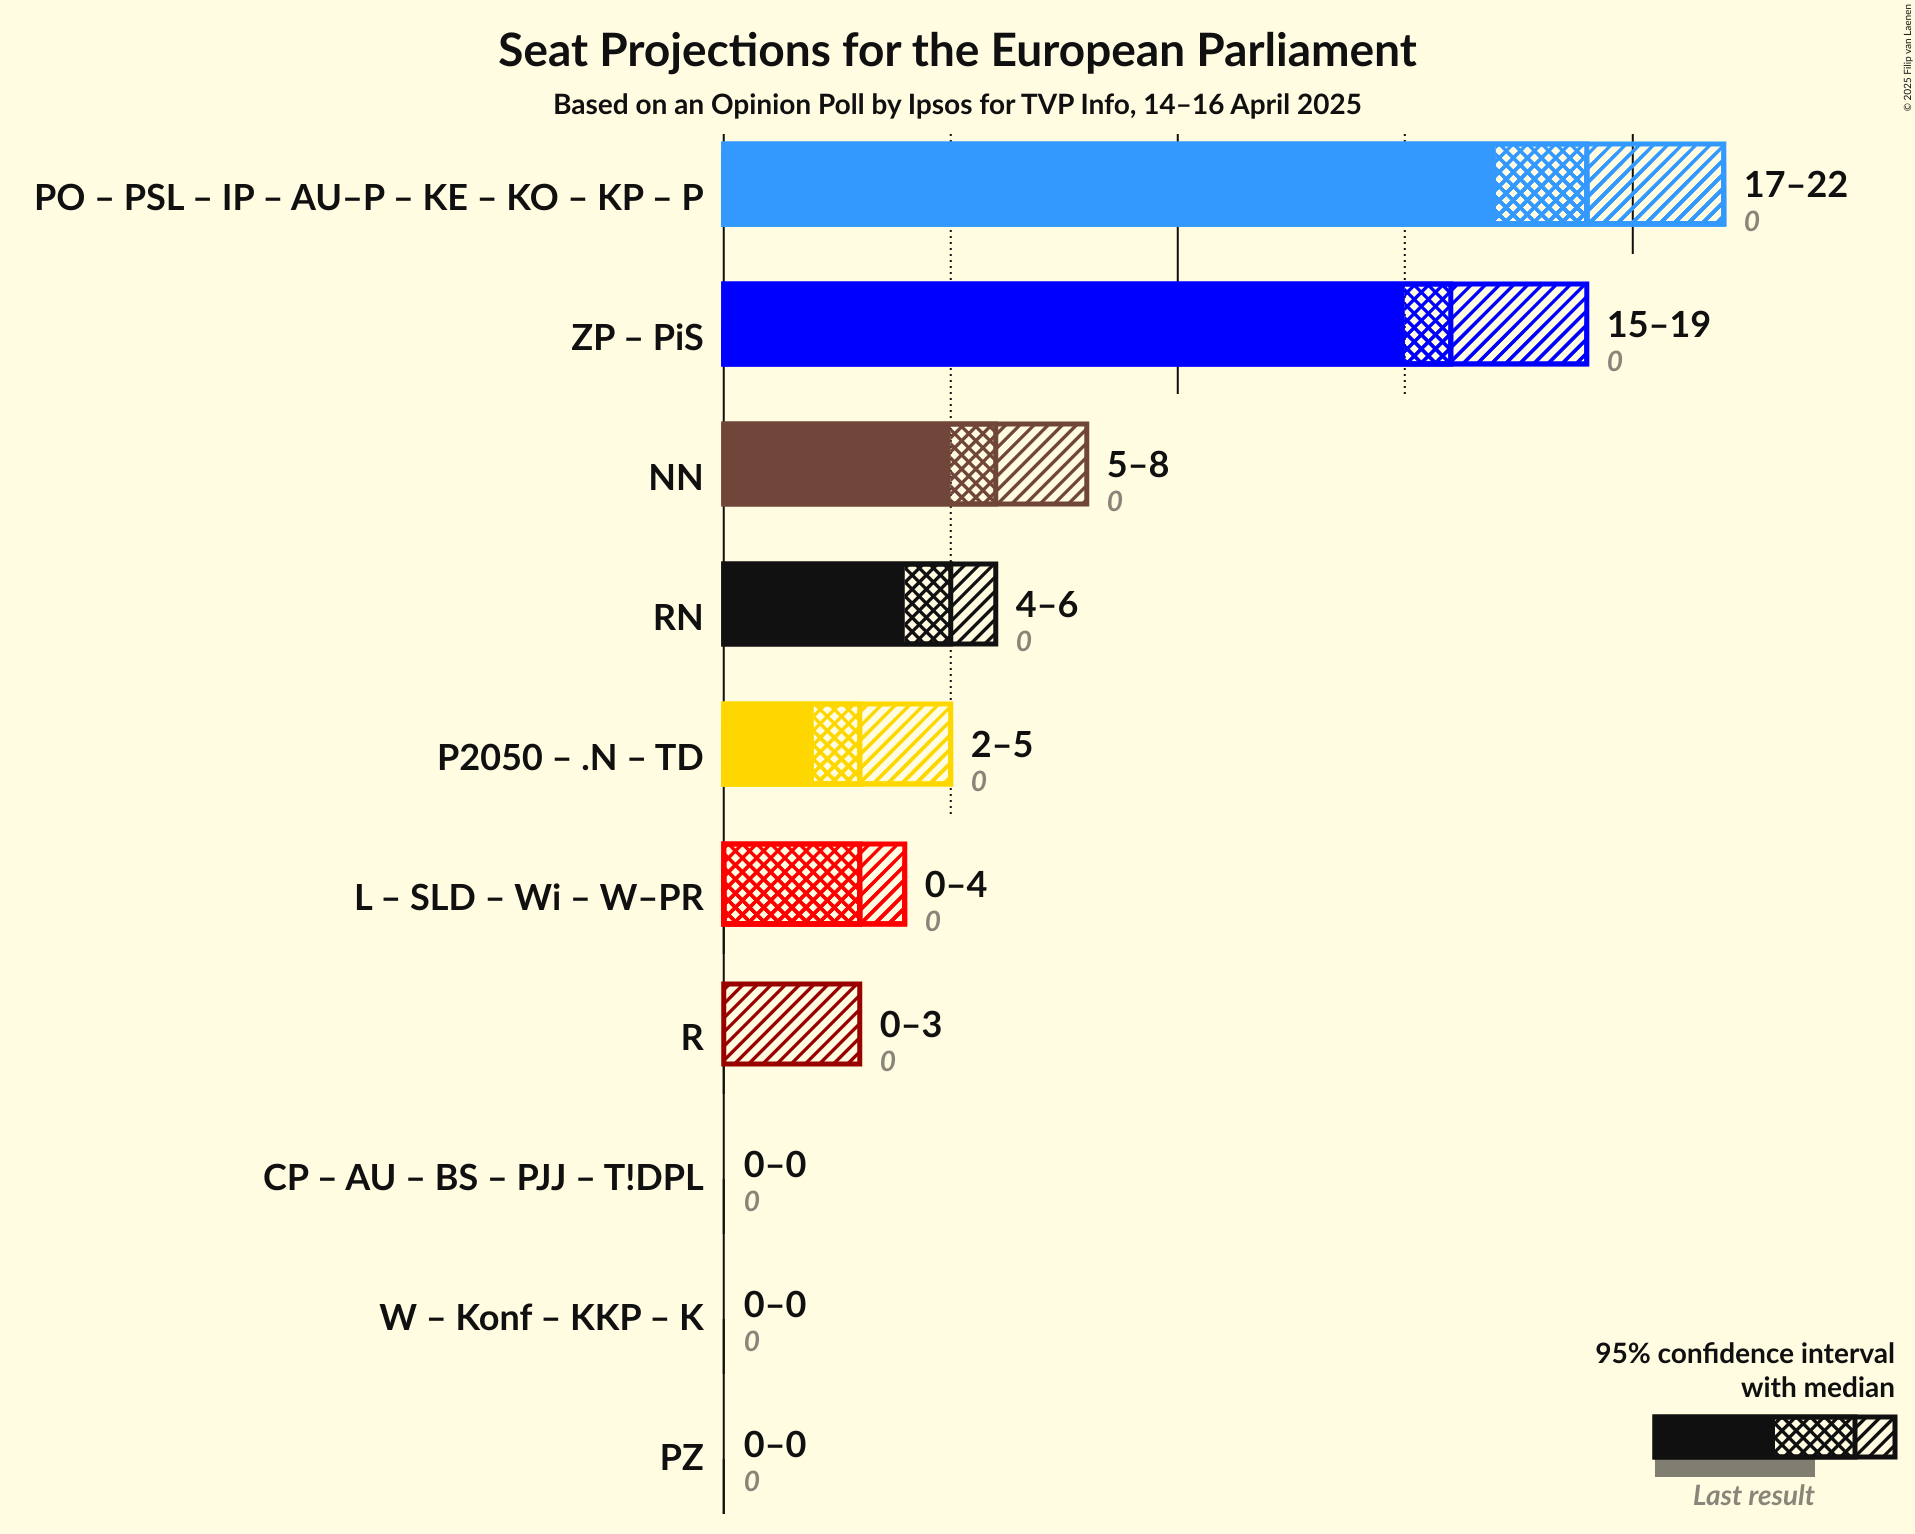 Seat Projections for the European Parliament
Based on an Opinion Poll by Ipsos for TVP Info, 14–16 April 2025
© 2025 Filip van Laenen
PO – PSL – IP – AU–P – KE – KO – KP – P
17–22
0
ZP – PiS
15–19
0
NN
5–8
0
RN
4–6
0
P2050 – .N – TD
2–5
0
L – SLD – Wi – W–PR
0–4
0
R
0–3
0
CP – AU – BS – PJJ – T!DPL
0–0
0
W – Konf – KKP – K
0–0
0
PZ
0–0
0
95% confidence interval
with median
Last result